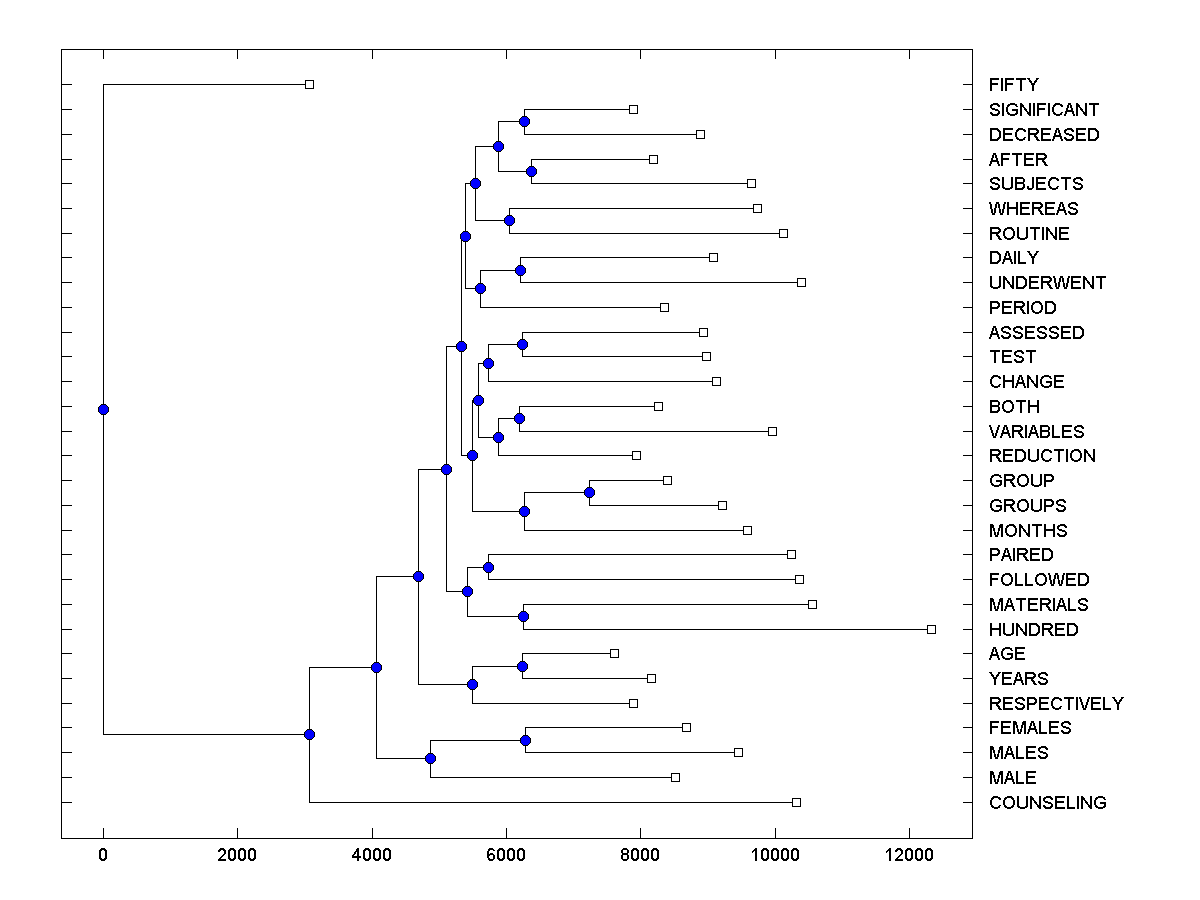 FIFTY
SIGNIFICANT
DECREASED
AFTER
SUBJECTS
WHEREAS
ROUTINE
DAILY
UNDERWENT
PERIOD
ASSESSED
TEST
CHANGE
BOTH
VARIABLES
REDUCTION
GROUP
GROUPS
MONTHS
PAIRED
FOLLOWED
MATERIALS
HUNDRED
AGE
YEARS
RESPECTIVELY
FEMALES
MALES
MALE
COUNSELING
0 2000 4000 6000 8000 10000 12000